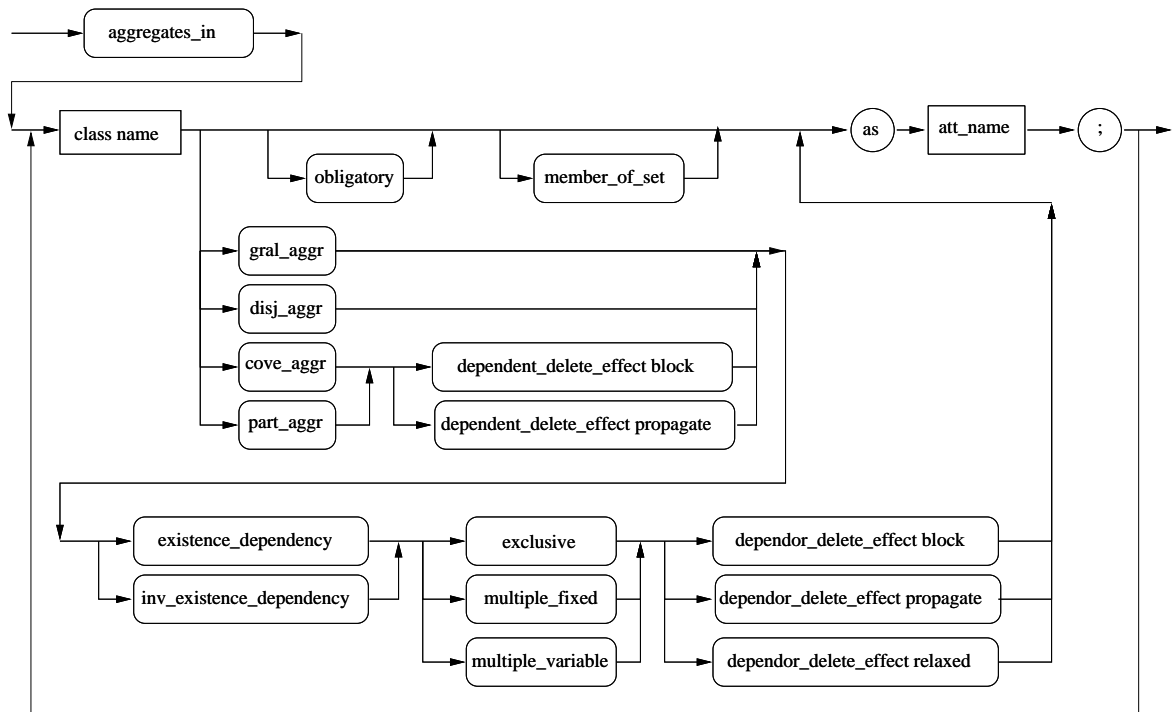 aggregates_in
class name
as
att_name
;
obligatory
member_of_set
gral_aggr
disj_aggr
cove_aggr
dependent_delete_effect block
part_aggr
dependent_delete_effect propagate
existence_dependency
exclusive
dependor_delete_effect block
inv_existence_dependency
multiple_fixed
dependor_delete_effect propagate
multiple_variable
dependor_delete_effect relaxed